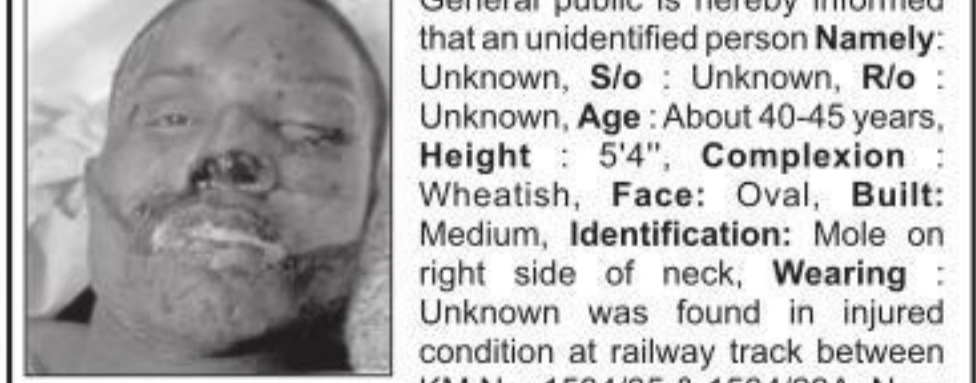 General public is hereby informed
that an unidentified person Namely:
Unknown, S/o : Unknown, R/o :
Unknown, Age : About 40-45 years,
Height : 5'4", Complexion :
Wheatish, Face: Oval, Built:
Medium, Identification: Mole on
right side of neck, Wearing :
Unknown was found in injured
condition at railway track between